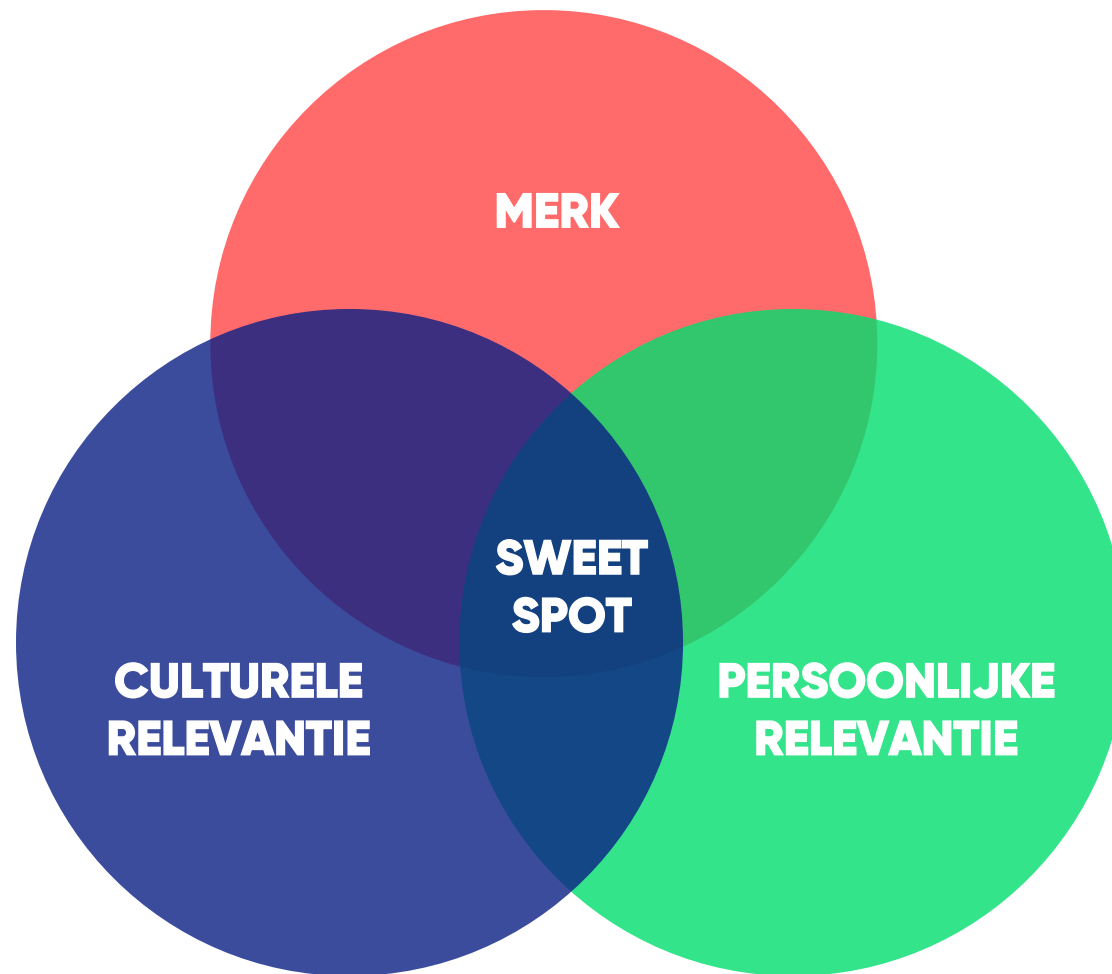 MERK
SWEET
SPOT
CULTURELE
RELEVANTIE
PERSOONLIJKE
RELEVANTIE